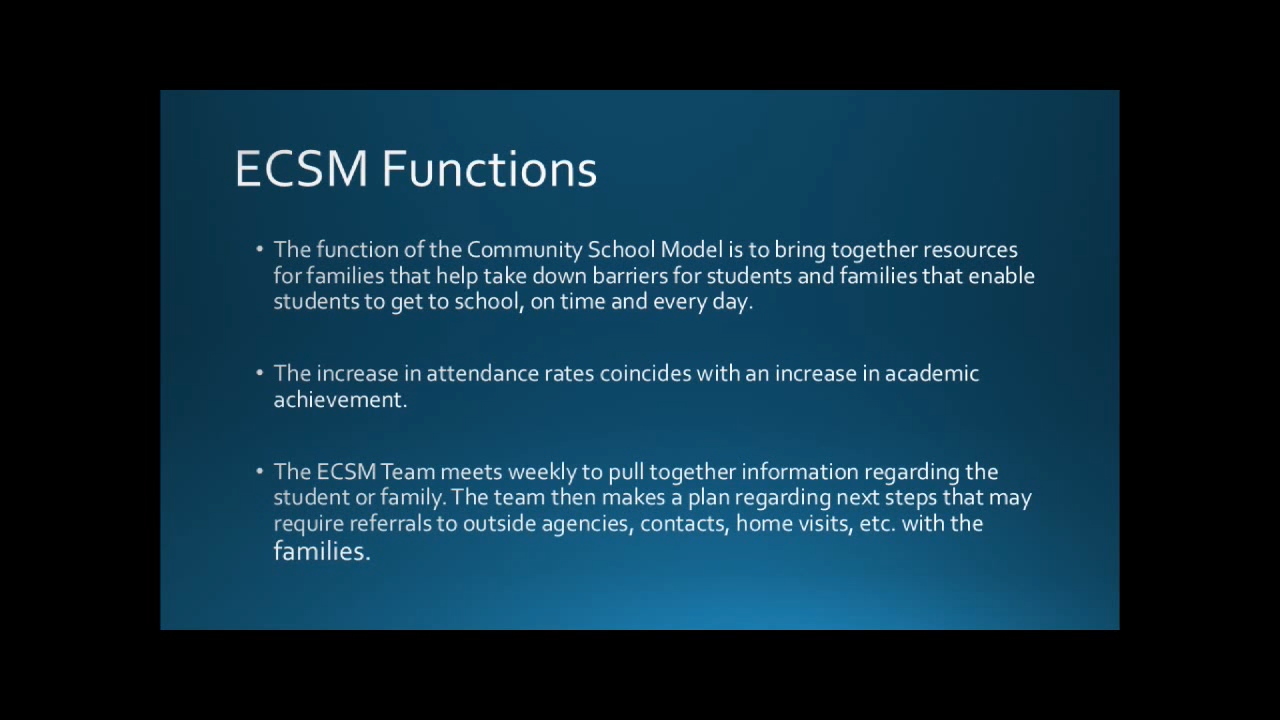 ECSM Functions
• The function of the Community School Model is to bring together resources
for families that help take down barriers for students and families that enable
students to get to school, on time and every day.
• The increase in attendance rates coincides with an increase in academic
achievement.
• The ECSM Team meets weekly to pull together information regarding the
student or family. The team then makes a plan regarding next steps that may
require referrals to outside agencies, contacts, home visits, etc. with the
families.